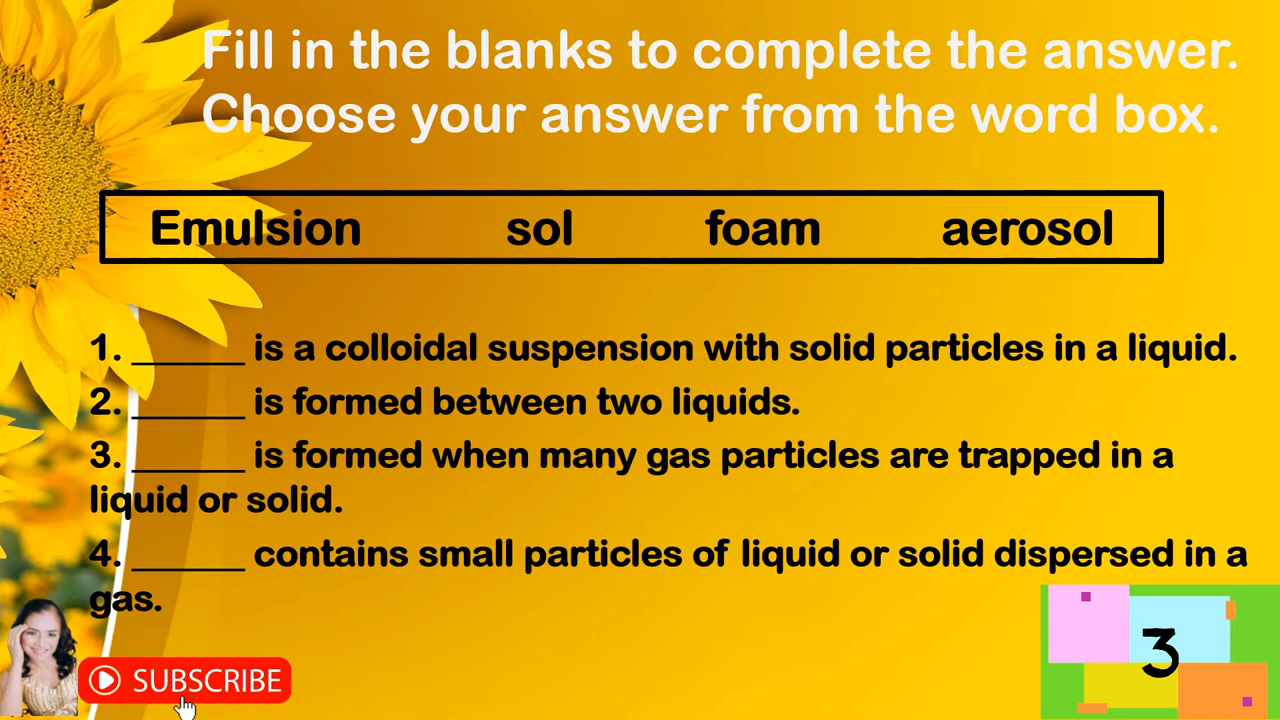 Fill in the blanks to complete the answer.
Choose your answer from the word box.
Emulsion sol foam aerosol
1. ______ is a colloidal suspension with solid particles in a liquid.
2. ______ is formed between two liquids.
3. ______ is formed when many gas particles are trapped in a
liquid or solid.
4. ______ contains small particles of liquid or solid dispersed in a
gas.
SUBSCRIBE
3